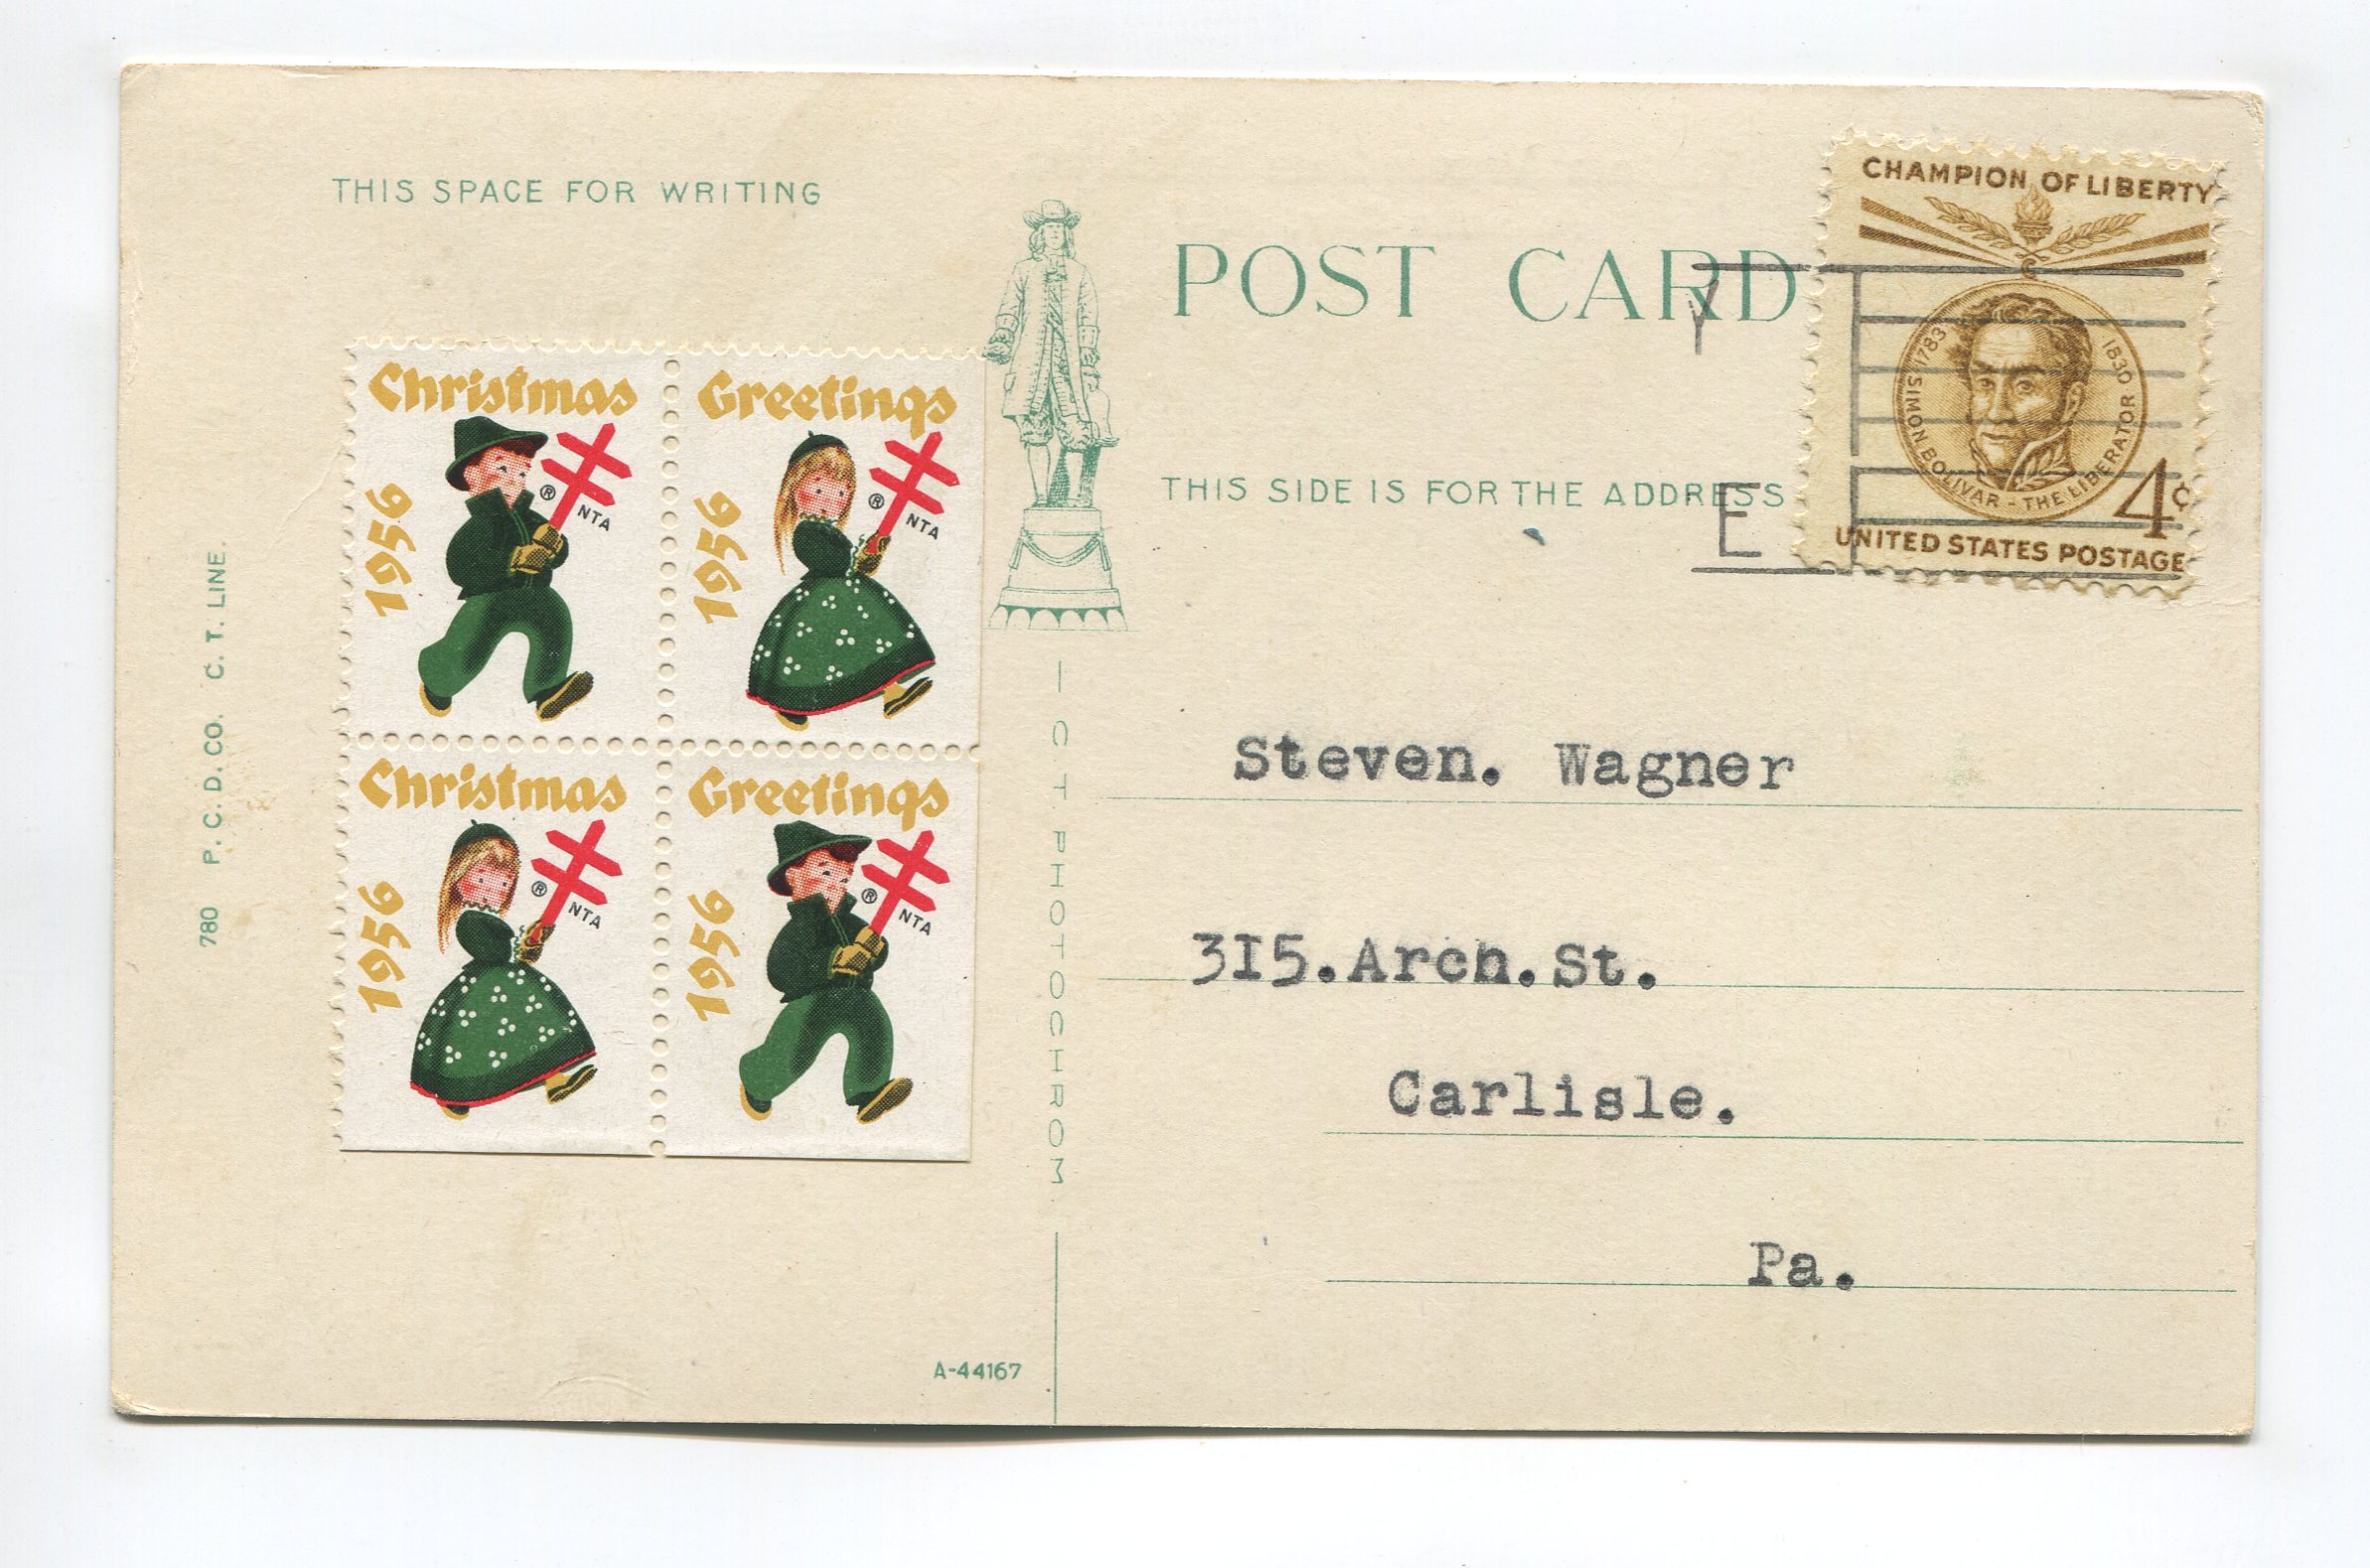 THIS SPACE FOR WRITING
POST CARD
THIS SIDE IS FOR THE ADDRESS
CHAMPION OF LIBERTY
SIMON BOLIVAR - THE LIBERATOR
1783
1830
4¢
UNITED STATES POSTAGE
Y
E
Christmas
1956
® NTA
Greetings
1956
® NTA
Christmas
1956
® NTA
Greetings
1956
® NTA
780 P. C. D. CO. C. T. LINE.
C T PHOTOCHROM
Steven. Wagner
3I5.Arch.St.
Carlisle.
Pa.
A-44167